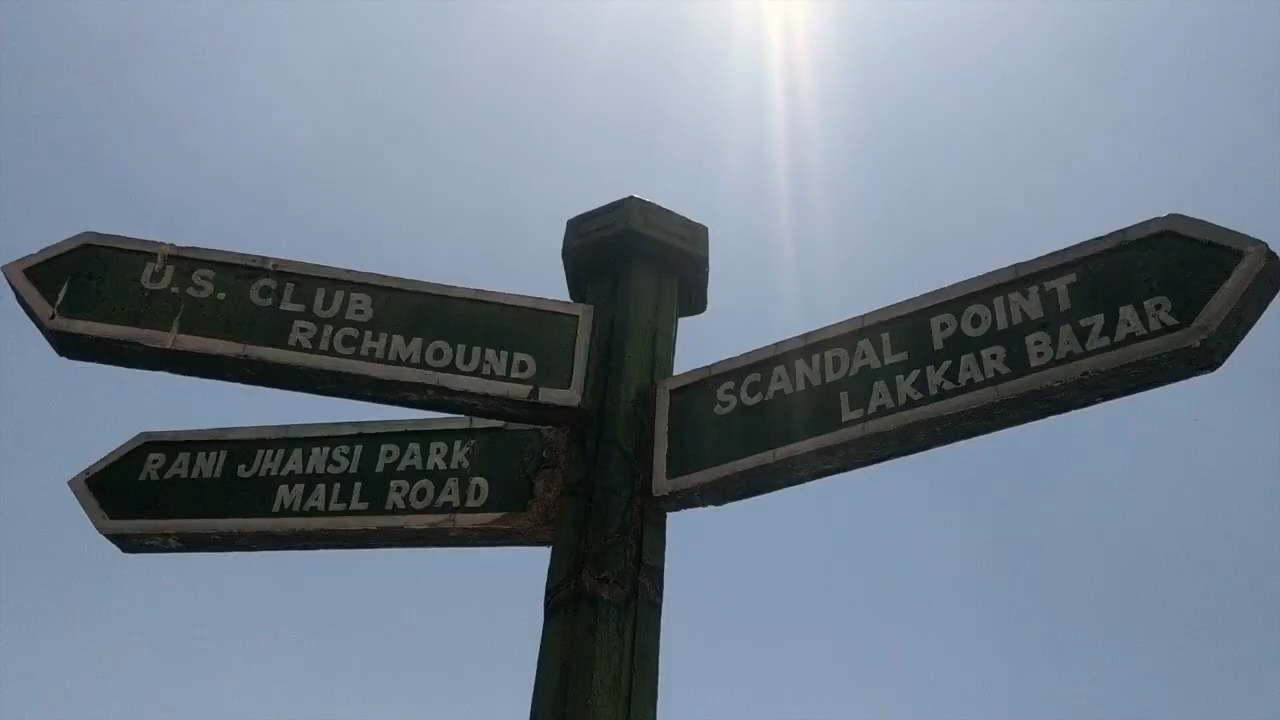 U.S. CLUB
RICHMOUND
RANI JHANSI PARK
MALL ROAD
SCANDAL POINT
LAKKAR BAZAR